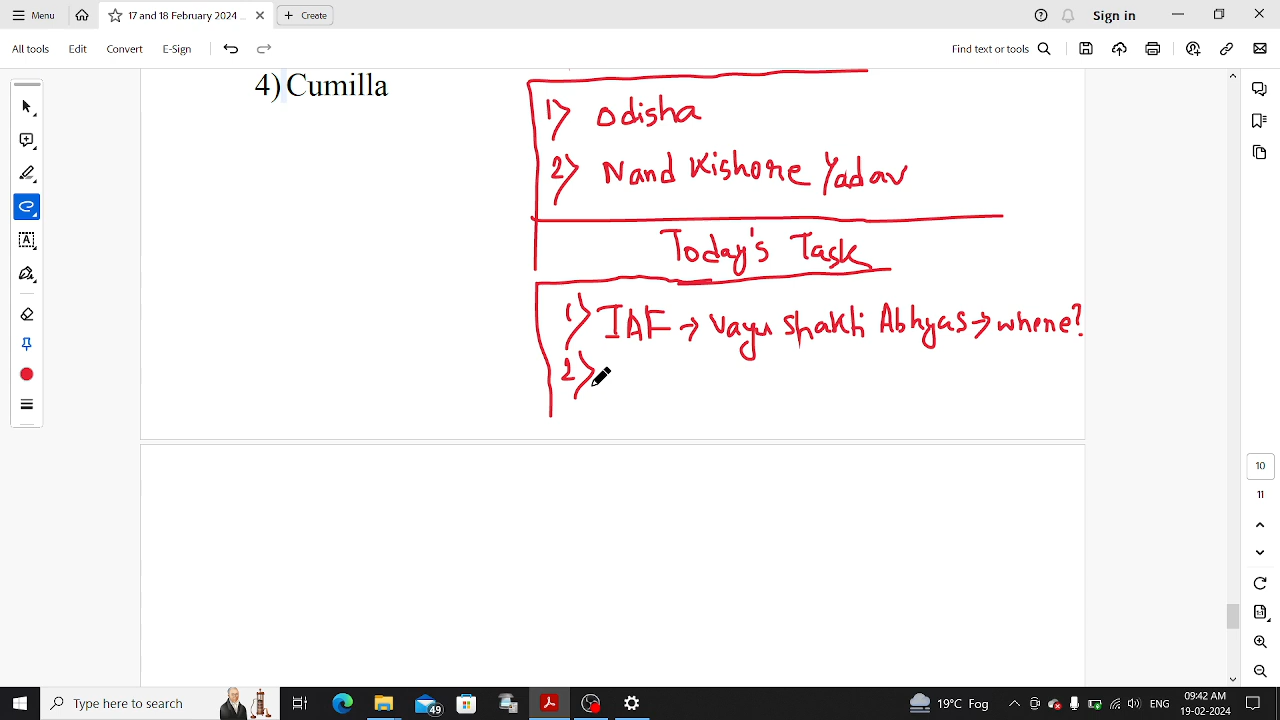 Menu
17 and 18 February 2024 ...
Create
Sign in
All tools
Edit
Convert
E-Sign
Find text or tools
4) Cumilla
1) Odisha
2) Nand Kishore Yadav
Today's Task
1) IAF → Vayu Shakti Abhyas → where?
2)
10
11
Type here to search
49
19°C Fog
09:42 AM
19-02-2024